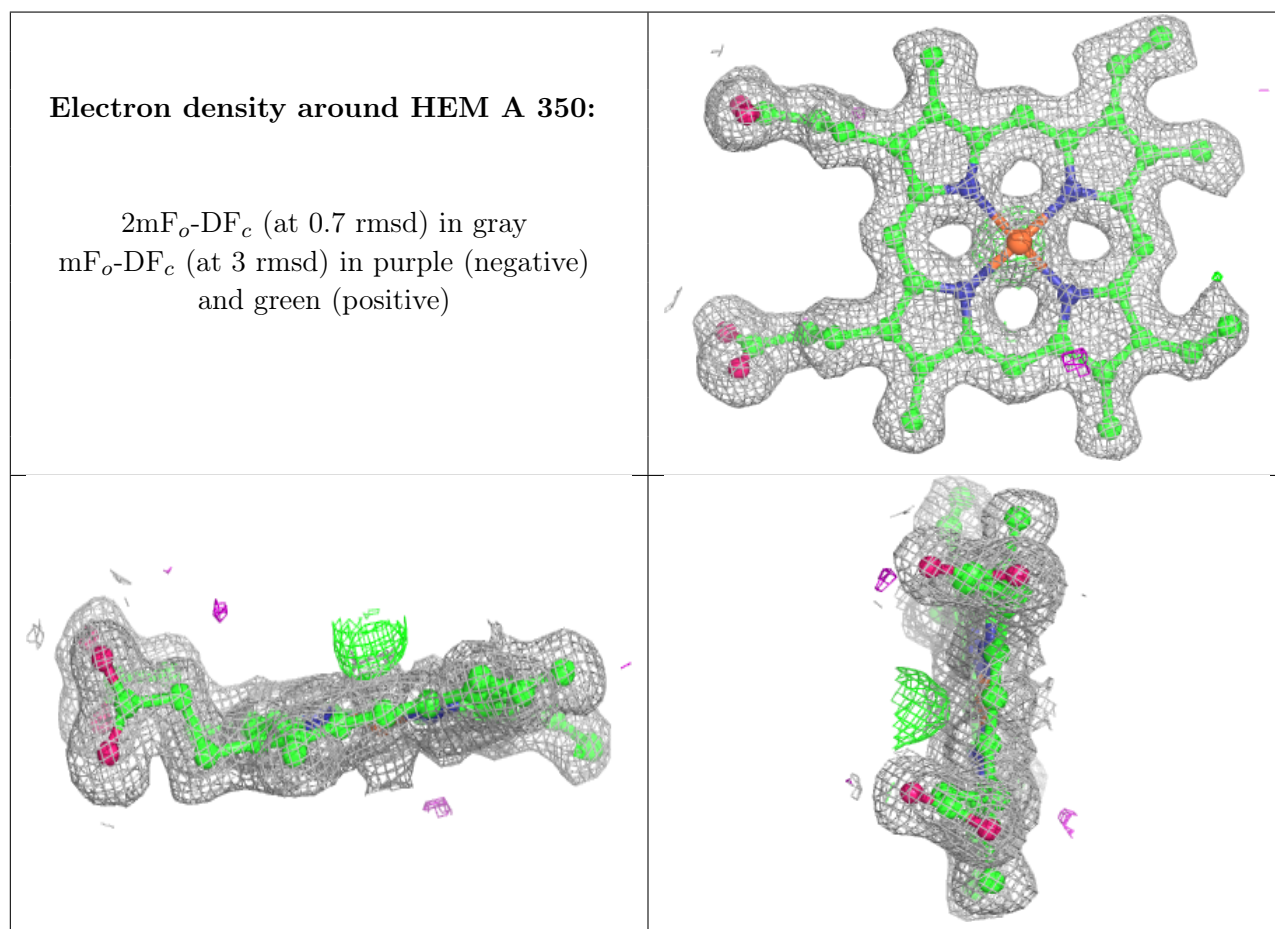 Electron density around HEM A 350:
2mFₒ-DF𝒸 (at 0.7 rmsd) in gray
mFₒ-DF𝒸 (at 3 rmsd) in purple (negative)
and green (positive)